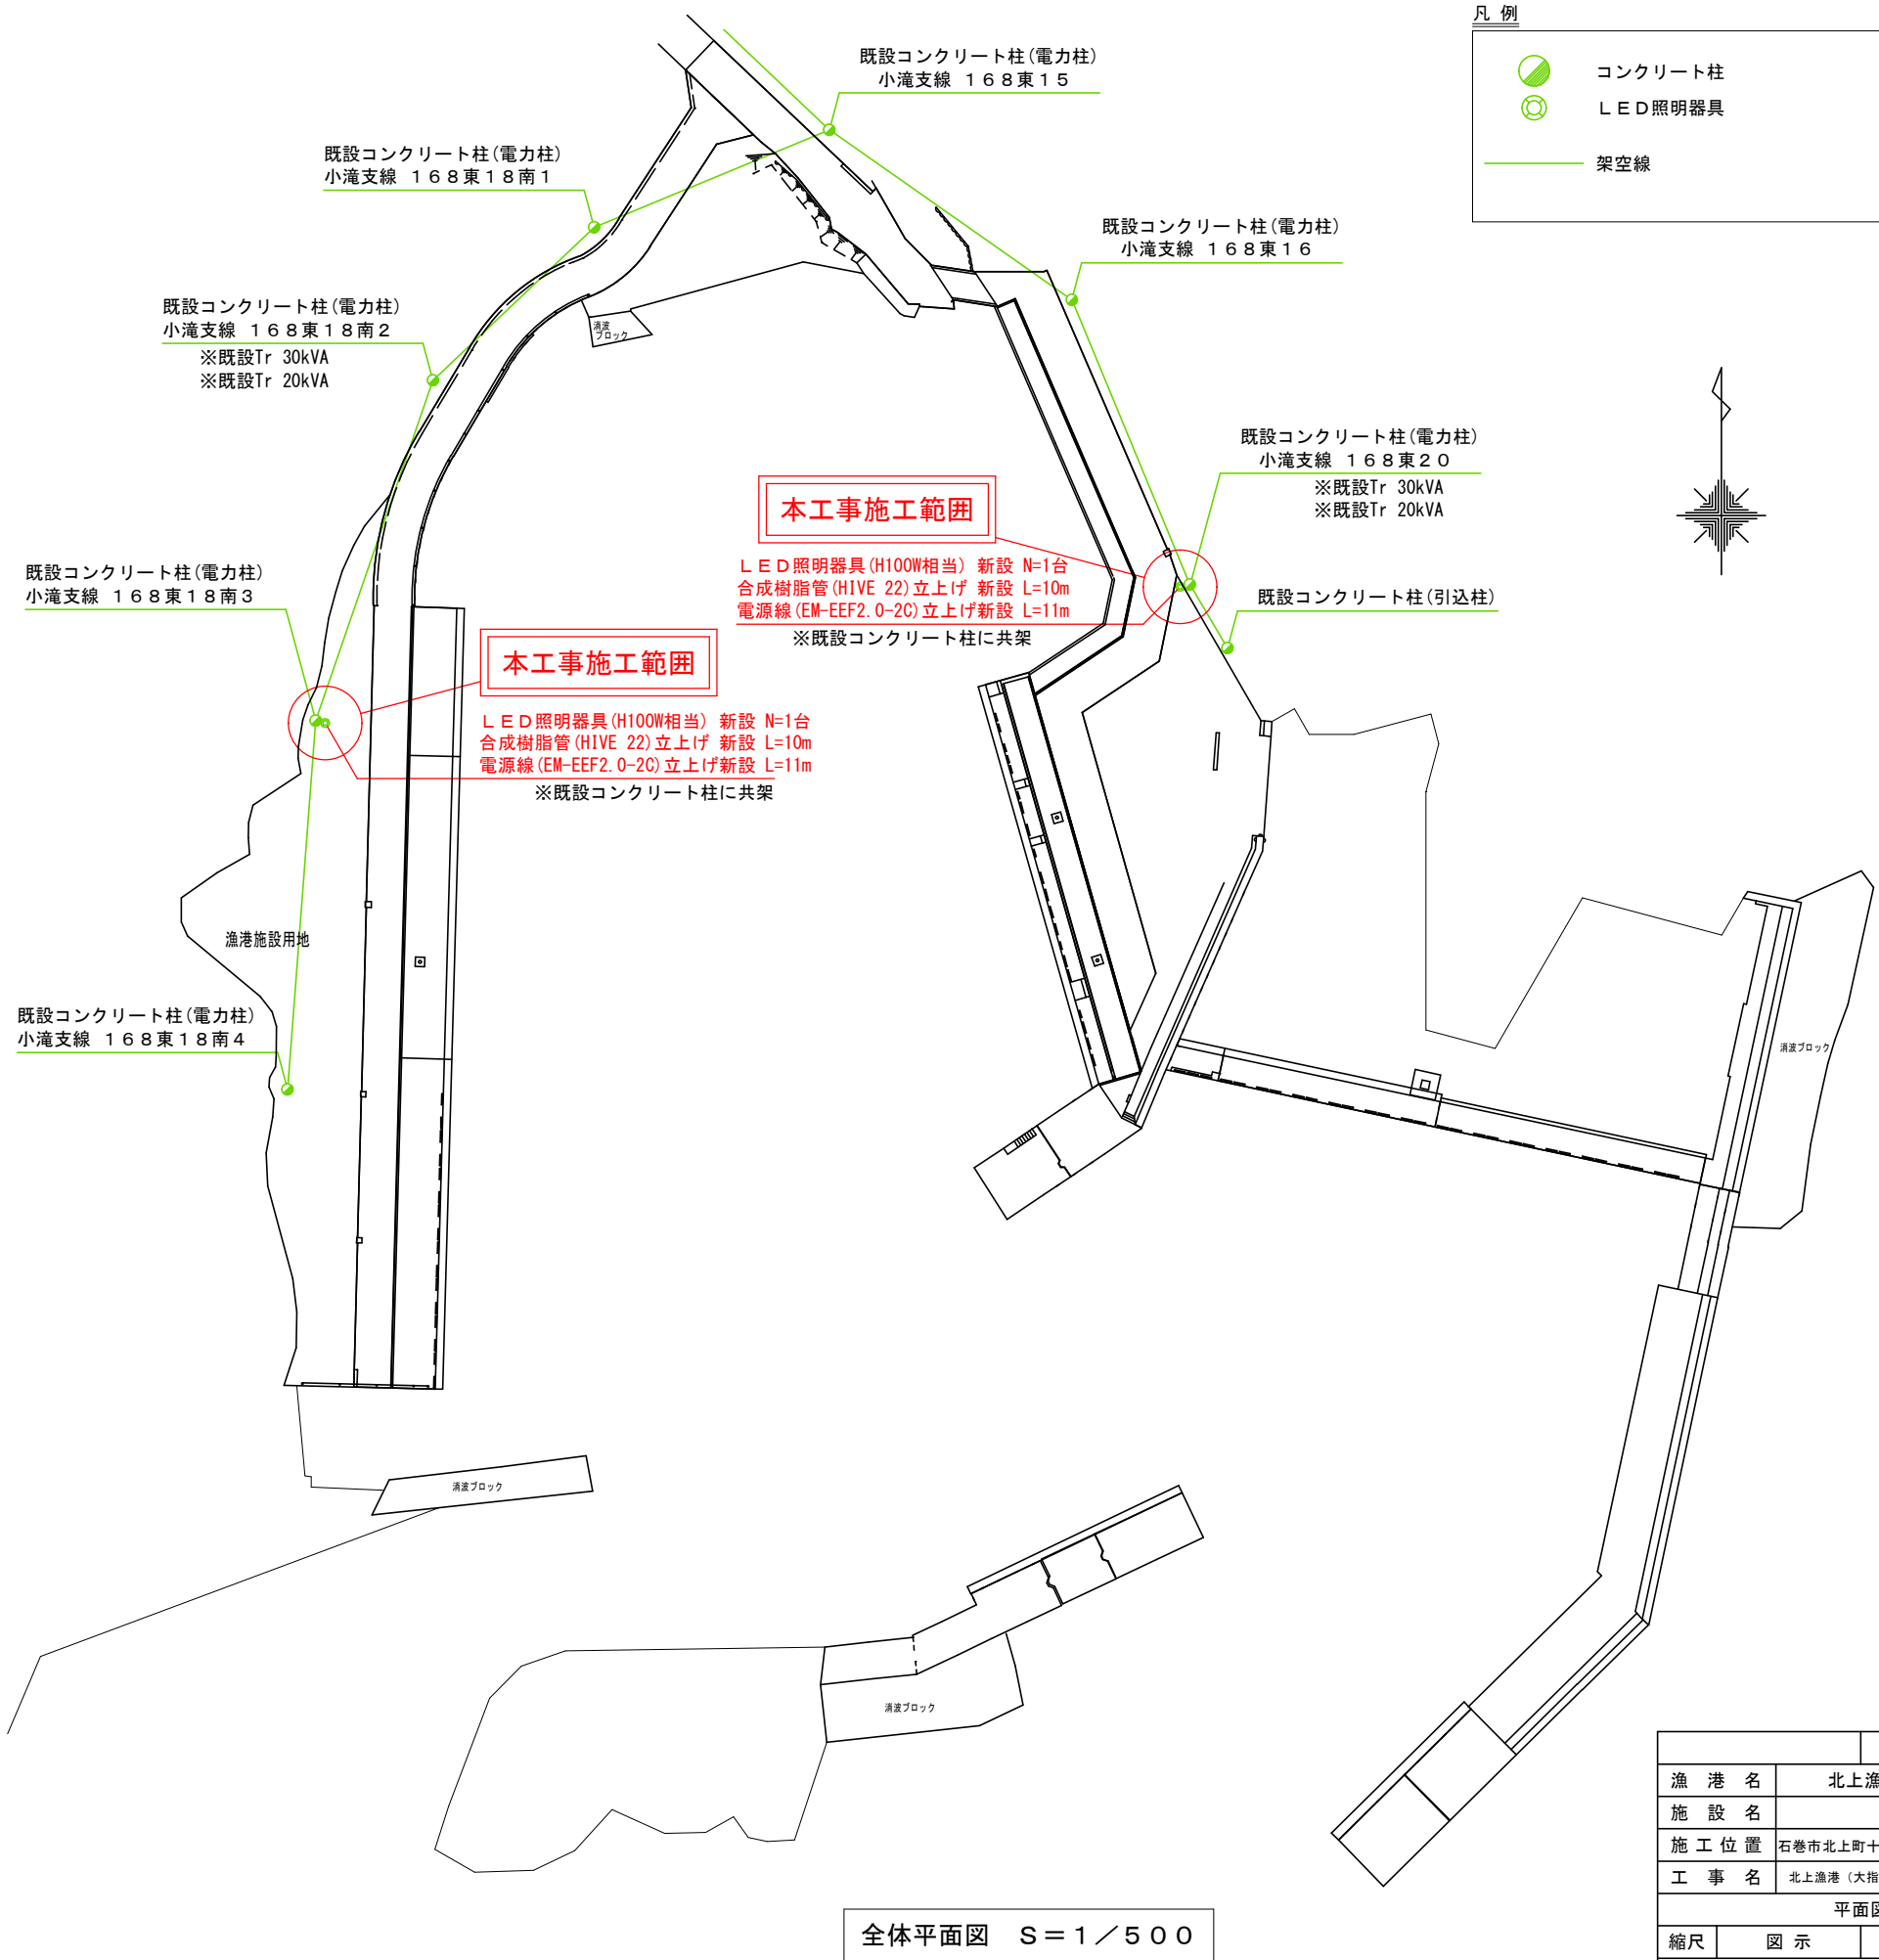 凡 例
コンクリート柱
ＬＥＤ照明器具
架空線
既設コンクリート柱(電力柱)
小滝支線 １６８東１５
既設コンクリート柱(電力柱)
小滝支線 １６８東１８南１
既設コンクリート柱(電力柱)
小滝支線 １６８東１６
既設コンクリート柱(電力柱)
小滝支線 １６８東１８南２
※既設Tr 30kVA
※既設Tr 20kVA
消波
ブロック
既設コンクリート柱(電力柱)
小滝支線 １６８東２０
※既設Tr 30kVA
※既設Tr 20kVA
本工事施工範囲
ＬＥＤ照明器具(H100W相当) 新設 N=1台
合成樹脂管(HIVE 22)立上げ 新設 L=10m
電源線(EM-EEF2.0-2C)立上げ新設 L=11m
※既設コンクリート柱に共架
既設コンクリート柱(引込柱)
既設コンクリート柱(電力柱)
小滝支線 １６８東１８南３
本工事施工範囲
ＬＥＤ照明器具(H100W相当) 新設 N=1台
合成樹脂管(HIVE 22)立上げ 新設 L=10m
電源線(EM-EEF2.0-2C)立上げ新設 L=11m
※既設コンクリート柱に共架
漁港施設用地
既設コンクリート柱(電力柱)
小滝支線 １６８東１８南４
消波ブロック
消波ブロック
消波ブロック
漁 港 名 北上漁
施 設 名
施 工 位 置 石巻市北上町十
工 事 名 北上漁港（大指
平面図
縮尺 図 示
全体平面図 Ｓ＝１／５００